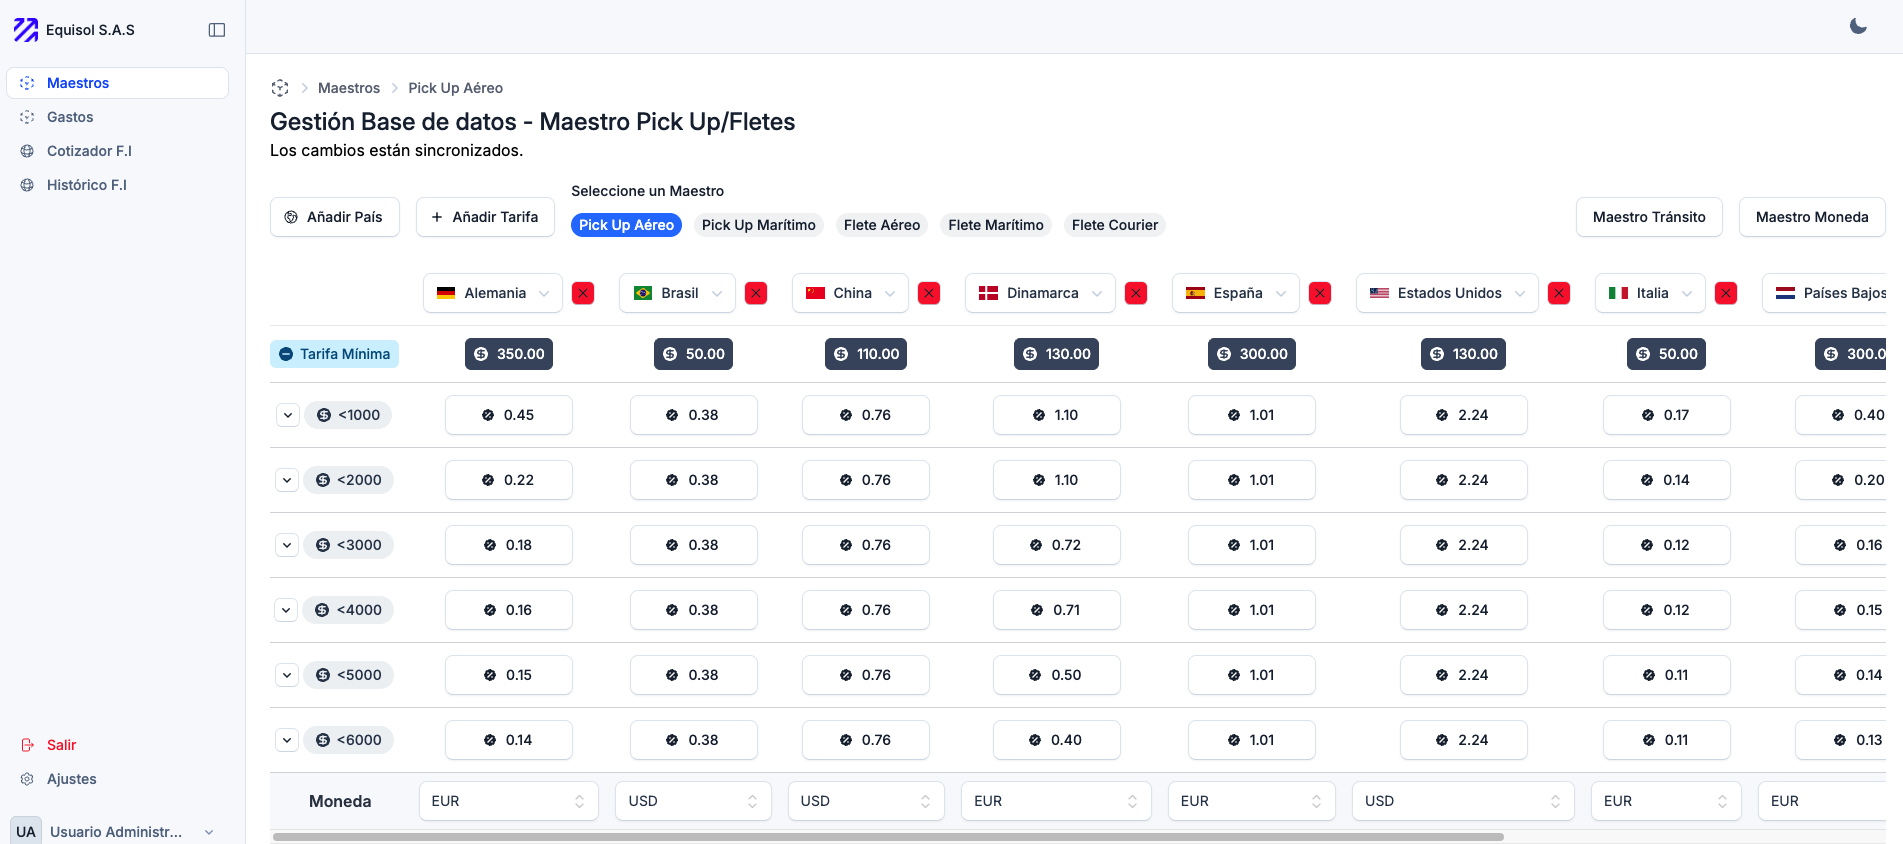 Equisol S.A.S
Maestros
Gastos
Cotizador F.I
Histórico F.I
Salir
Ajustes
UA Usuario Administr...
Maestros Pick Up Aéreo
Gestión Base de datos - Maestro Pick Up/Fletes
Los cambios están sincronizados.
Añadir País
Añadir Tarifa
Seleccione un Maestro
Pick Up Aéreo Pick Up Marítimo Flete Aéreo Flete Marítimo Flete Courier
Maestro Tránsito
Maestro Moneda
Alemania Brasil China Dinamarca España Estados Unidos Italia Países Bajos
Tarifa Mínima 350.00 50.00 110.00 130.00 300.00 130.00 50.00 300.0
<1000 0.45 0.38 0.76 1.10 1.01 2.24 0.17 0.40
<2000 0.22 0.38 0.76 1.10 1.01 2.24 0.14 0.20
<3000 0.18 0.38 0.76 0.72 1.01 2.24 0.12 0.16
<4000 0.16 0.38 0.76 0.71 1.01 2.24 0.12 0.15
<5000 0.15 0.38 0.76 0.50 1.01 2.24 0.11 0.14
<6000 0.14 0.38 0.76 0.40 1.01 2.24 0.11 0.13
Moneda EUR USD USD EUR EUR USD EUR EUR